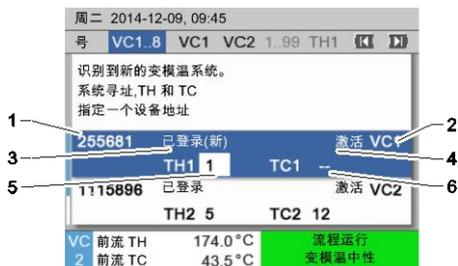 周二 2014-12-09, 09:45
号 VC1..8 VC1 VC2 1..99 TH1
识别到新的变模温系统。
系统寻址,TH 和 TC
指定一个设备地址
1
2
255681 已登录(新) 激活 VC1
3
4
TH1 1 TC1 --
5
6
1115896 已登录 激活 VC2
TH2 5 TC2 12
VC 前流 TH 174.0°C 流程运行
2 前流 TC 43.5°C 变模温中性